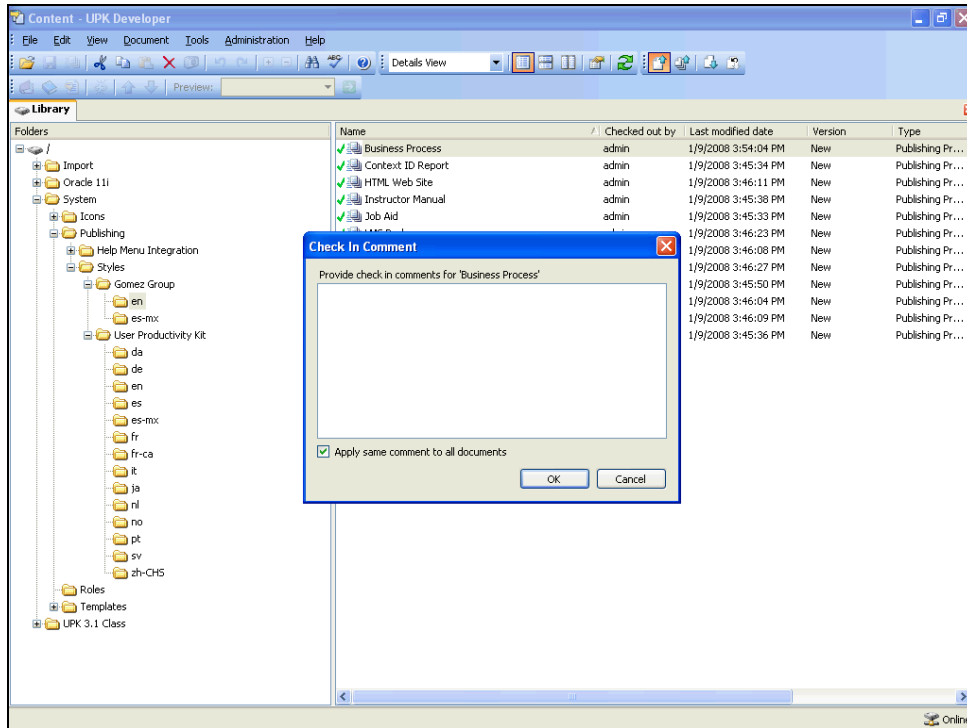 Content - UPK Developer
File Edit View Document Tools Administration Help
Details View
Preview:
Library
Folders
Name / Checked out by Last modified date Version Type
/
Import
Oracle 11i
System
Icons
Publishing
Help Menu Integration
Styles
Gomez Group
en
es-mx
User Productivity Kit
da
de
en
es
es-mx
fr
fr-ca
it
ja
nl
no
pt
sv
zh-CHS
Roles
Templates
UPK 3.1 Class
Business Process admin 1/9/2008 3:54:04 PM New Publishing Pr...
Context ID Report admin 1/9/2008 3:45:34 PM New Publishing Pr...
HTML Web Site admin 1/9/2008 3:46:11 PM New Publishing Pr...
Instructor Manual admin 1/9/2008 3:45:38 PM New Publishing Pr...
Job Aid admin 1/9/2008 3:45:33 PM New Publishing Pr...
1/9/2008 3:46:23 PM New Publishing Pr...
1/9/2008 3:46:08 PM New Publishing Pr...
1/9/2008 3:46:27 PM New Publishing Pr...
1/9/2008 3:45:50 PM New Publishing Pr...
1/9/2008 3:46:04 PM New Publishing Pr...
1/9/2008 3:46:09 PM New Publishing Pr...
1/9/2008 3:45:36 PM New Publishing Pr...
Check In Comment
Provide check in comments for 'Business Process'
Apply same comment to all documents
OK Cancel
Online